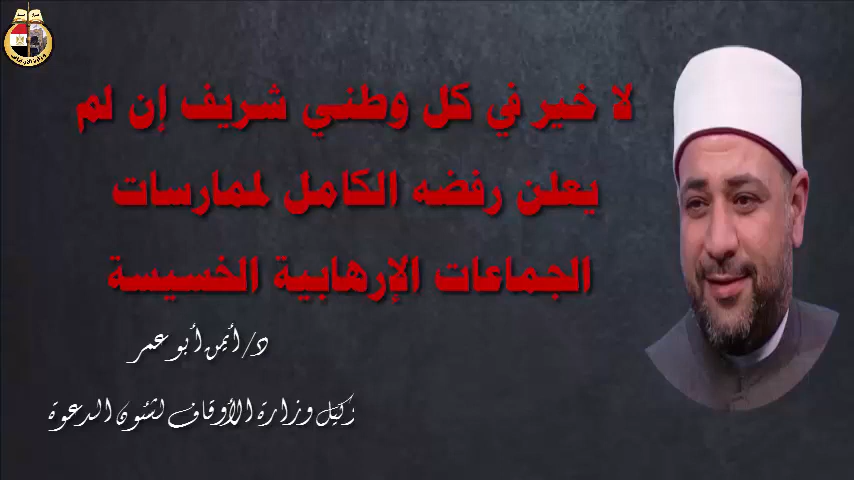 لا خير في كل وطني شريف إن لم
يعلن رفضه الكامل لممارسات
الجماعات الإرهابية الخسيسة
د/ أيمن أبو عمر
وكيل وزارة الأوقاف لشئون الدعوة